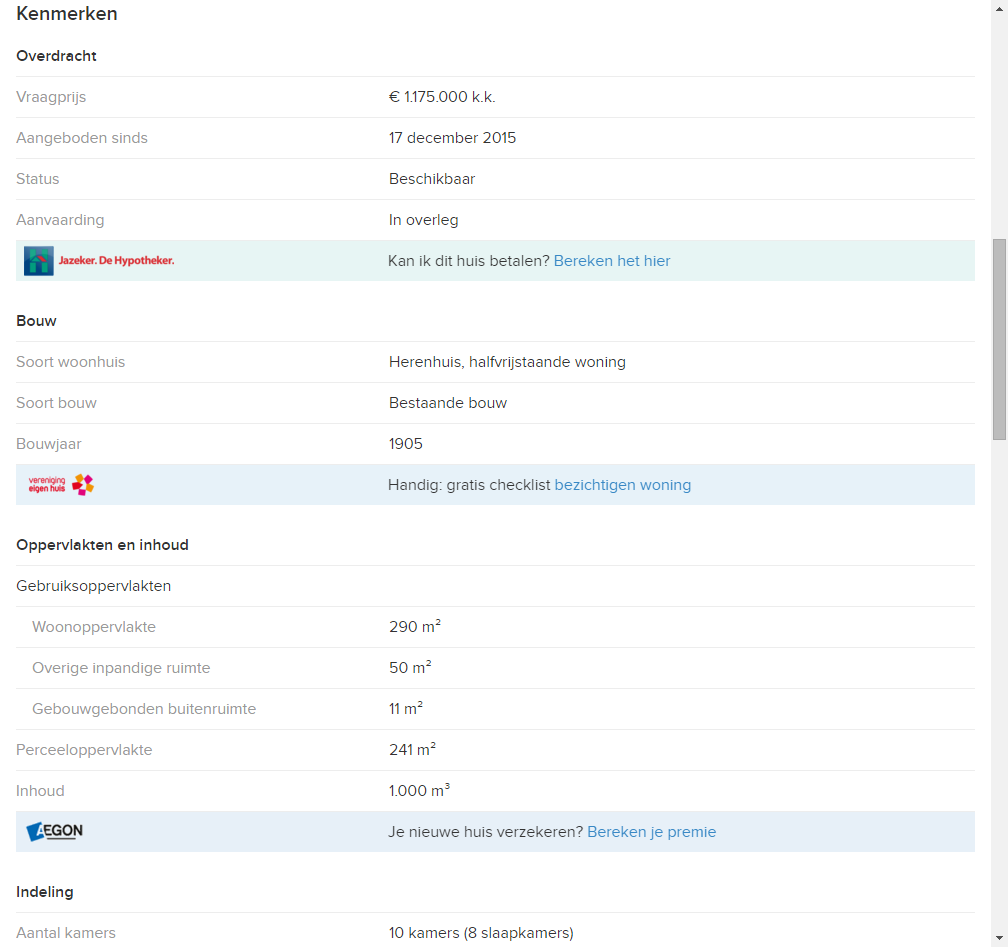 Kenmerken
Overdracht
Vraagprijs € 1.175.000 k.k.
Aangeboden sinds 17 december 2015
Status Beschikbaar
Aanvaarding In overleg
Jazeker. De Hypotheker. Kan ik dit huis betalen? Bereken het hier
Bouw
Soort woonhuis Herenhuis, halfvrijstaande woning
Soort bouw Bestaande bouw
Bouwjaar 1905
vereniging
eigen huis Handig: gratis checklist bezichtigen woning
Oppervlakten en inhoud
Gebruiksoppervlakten
Woonoppervlakte 290 m²
Overige inpandige ruimte 50 m²
Gebouwgebonden buitenruimte 11 m²
Perceeloppervlakte 241 m²
Inhoud 1.000 m³
AEGON Je nieuwe huis verzekeren? Bereken je premie
Indeling
Aantal kamers 10 kamers (8 slaapkamers)